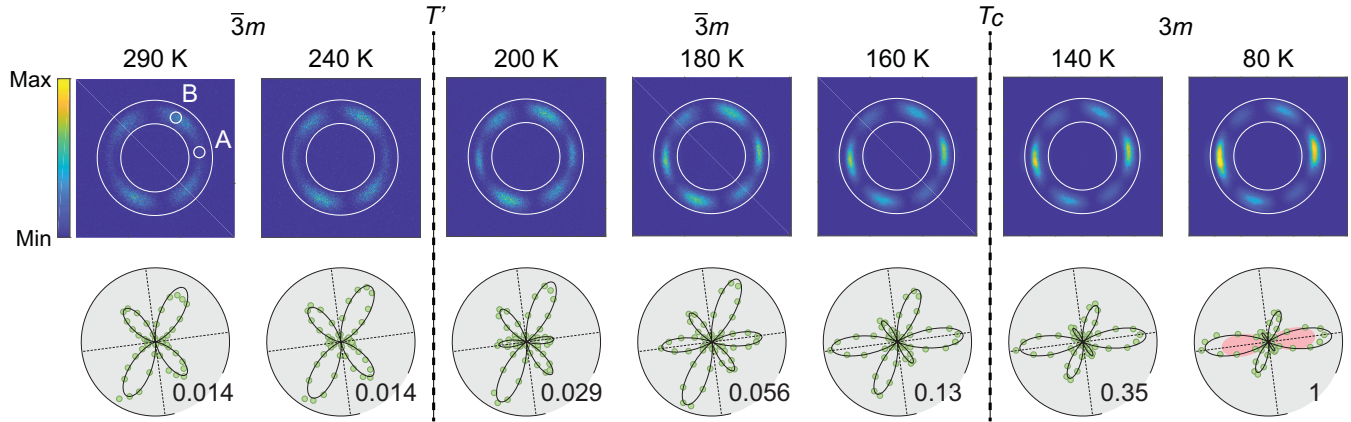 3̅m T' 3̅m Tc 3m
290 K 240 K 200 K 180 K 160 K 140 K 80 K
Max
B
A
Min
0.014 0.014 0.029 0.056 0.13 0.35 1